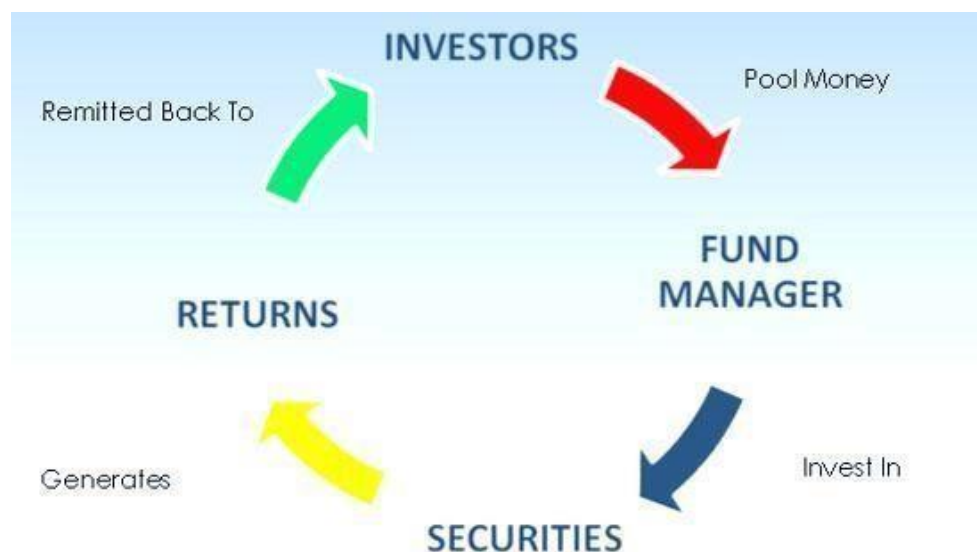 INVESTORS
Pool Money
Remitted Back To
FUND
MANAGER
RETURNS
Invest In
Generates
SECURITIES